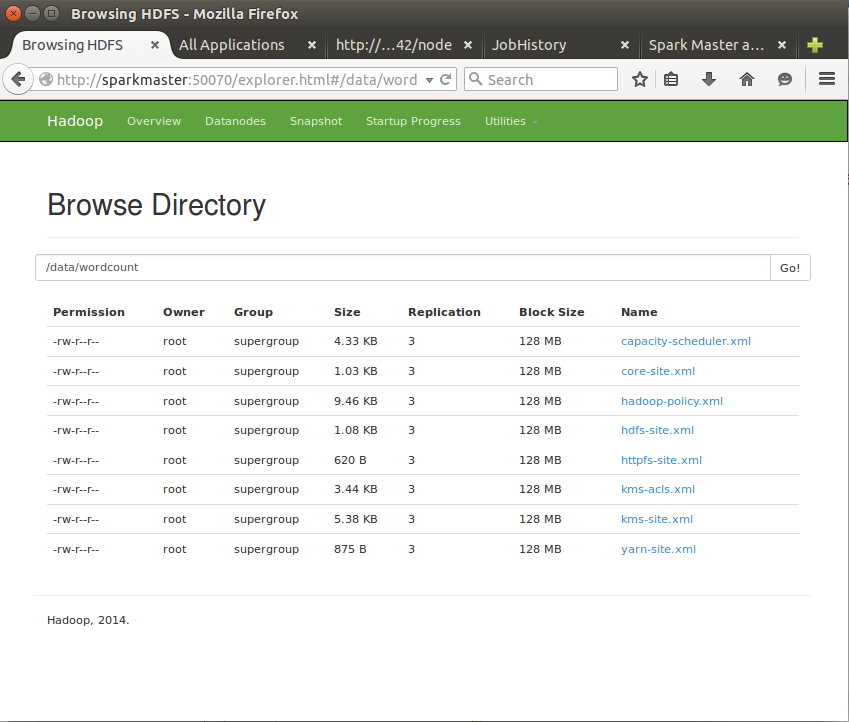 Browsing HDFS - Mozilla Firefox
Browsing HDFS All Applications http://...42/node JobHistory Spark Master a...
http://sparkmaster:50070/explorer.html#/data/word Search
Hadoop Overview Datanodes Snapshot Startup Progress Utilities
Browse Directory
/data/wordcount Go!
Permission Owner Group Size Replication Block Size Name
-rw-r--r-- root supergroup 4.33 KB 3 128 MB capacity-scheduler.xml
-rw-r--r-- root supergroup 1.03 KB 3 128 MB core-site.xml
-rw-r--r-- root supergroup 9.46 KB 3 128 MB hadoop-policy.xml
-rw-r--r-- root supergroup 1.08 KB 3 128 MB hdfs-site.xml
-rw-r--r-- root supergroup 620 B 3 128 MB httpfs-site.xml
-rw-r--r-- root supergroup 3.44 KB 3 128 MB kms-acls.xml
-rw-r--r-- root supergroup 5.38 KB 3 128 MB kms-site.xml
-rw-r--r-- root supergroup 875 B 3 128 MB yarn-site.xml
Hadoop, 2014.